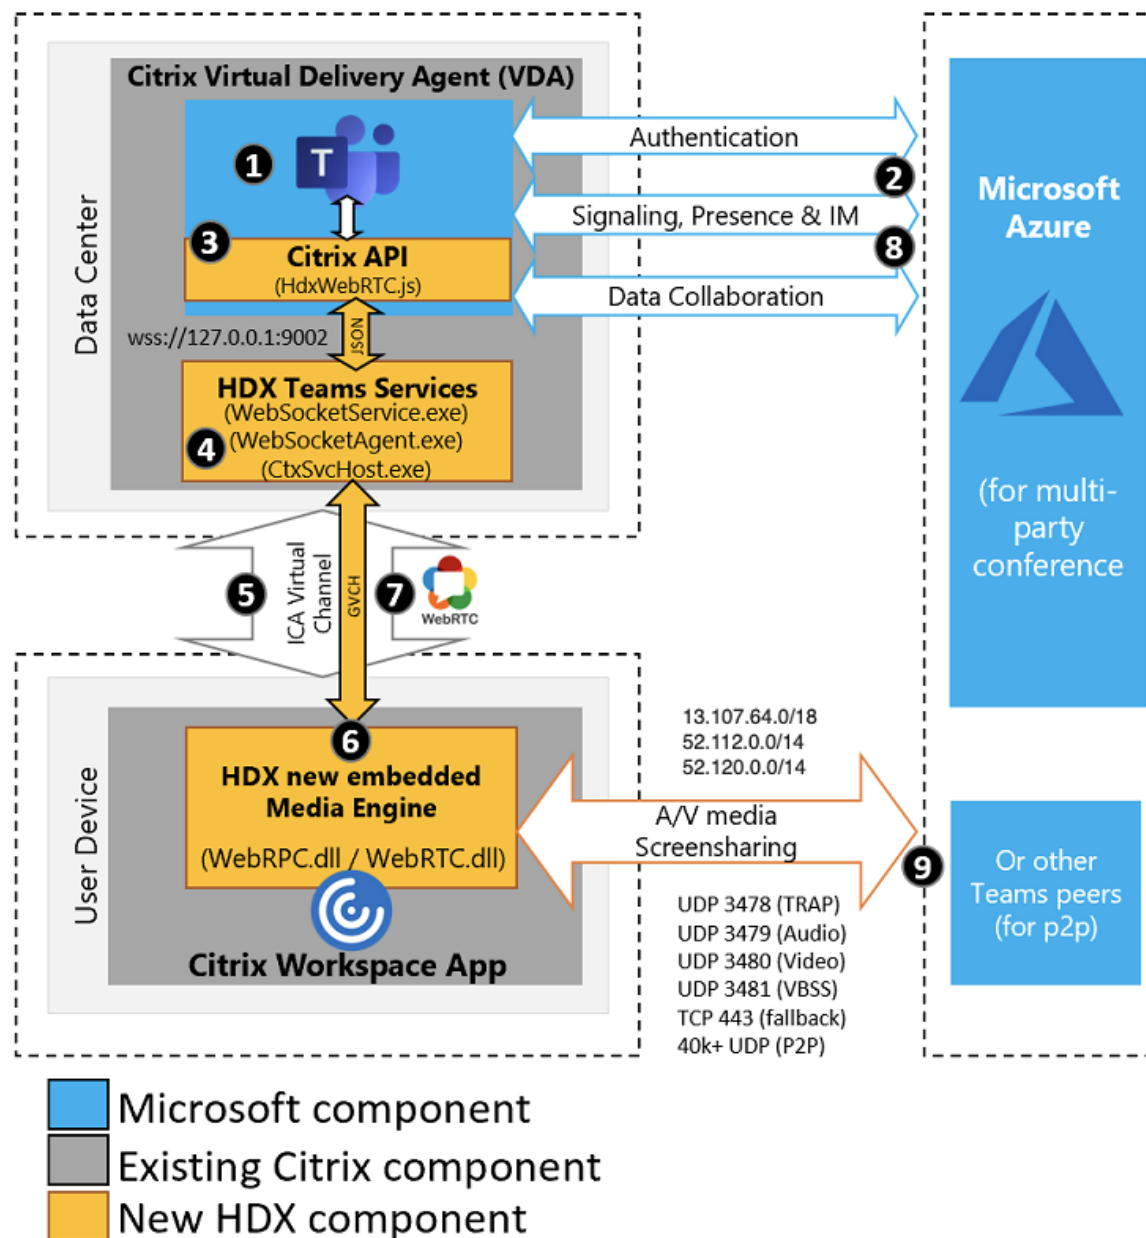 Citrix Virtual Delivery Agent (VDA)
Data Center
1
T
3
Citrix API
(HdxWebRTC.js)
wss://127.0.0.1:9002
JSON
HDX Teams Services
(WebSocketService.exe)
4
(WebSocketAgent.exe)
(CtxSvcHost.exe)
Authentication
2
Signaling, Presence & IM
8
Data Collaboration
Microsoft
Azure
(for multi-
party
conference
5
ICA Virtual
Channel
GVCH
7
WebRTC
User Device
6
HDX new embedded
Media Engine
(WebRPC.dll / WebRTC.dll)
Citrix Workspace App
13.107.64.0/18
52.112.0.0/14
52.120.0.0/14
A/V media
Screensharing
9
UDP 3478 (TRAP)
UDP 3479 (Audio)
UDP 3480 (Video)
UDP 3481 (VBSS)
TCP 443 (fallback)
40k+ UDP (P2P)
Or other
Teams peers
(for p2p)
Microsoft component
Existing Citrix component
New HDX component